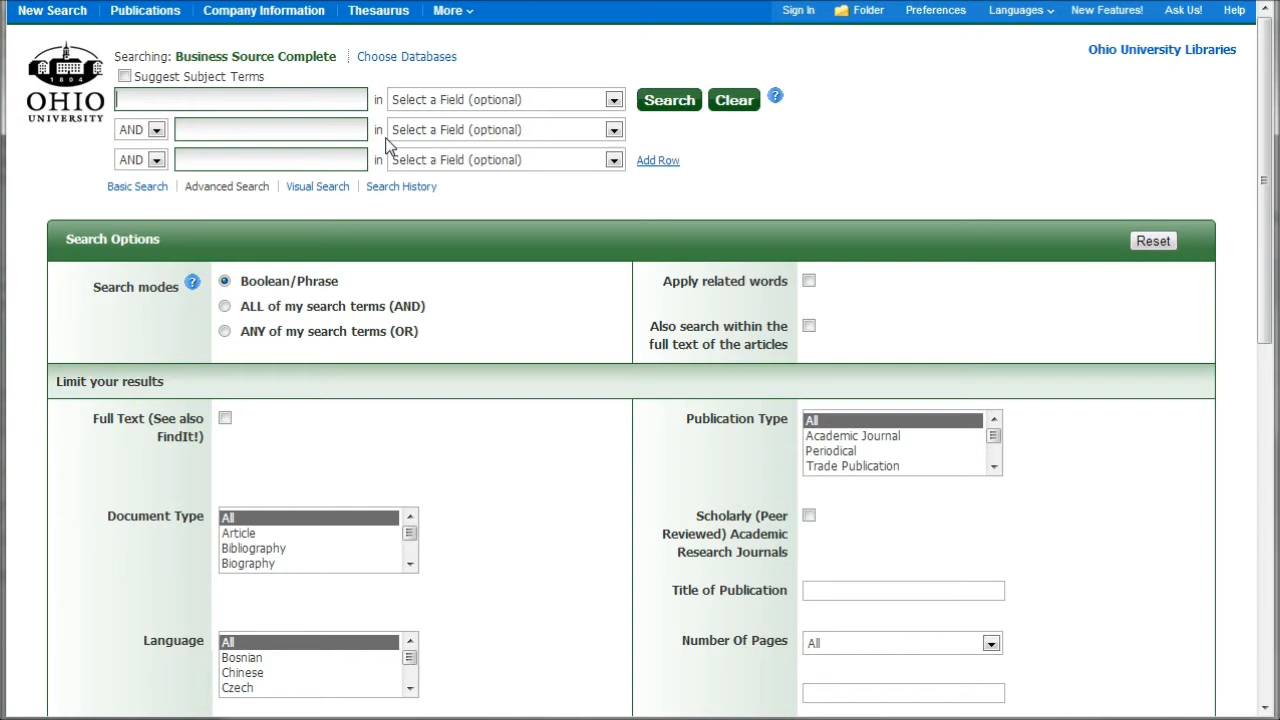 New Search Publications Company Information Thesaurus More Sign In Folder Preferences Languages New Features! Ask Us! Help
1804
OHIO
UNIVERSITY
Searching: Business Source Complete Choose Databases
Ohio University Libraries
Suggest Subject Terms
in Select a Field (optional) Search Clear ?
AND in Select a Field (optional)
AND in Select a Field (optional) Add Row
Basic Search Advanced Search Visual Search Search History
Search Options Reset
Search modes ? Boolean/Phrase
ALL of my search terms (AND)
ANY of my search terms (OR)
Apply related words
Also search within the
full text of the articles
Limit your results
Full Text (See also
FindIt!)
Publication Type All
Academic Journal
Periodical
Trade Publication
Document Type All
Article
Bibliography
Biography
Scholarly (Peer
Reviewed) Academic
Research Journals
Title of Publication
Language All
Bosnian
Chinese
Czech
Number Of Pages All